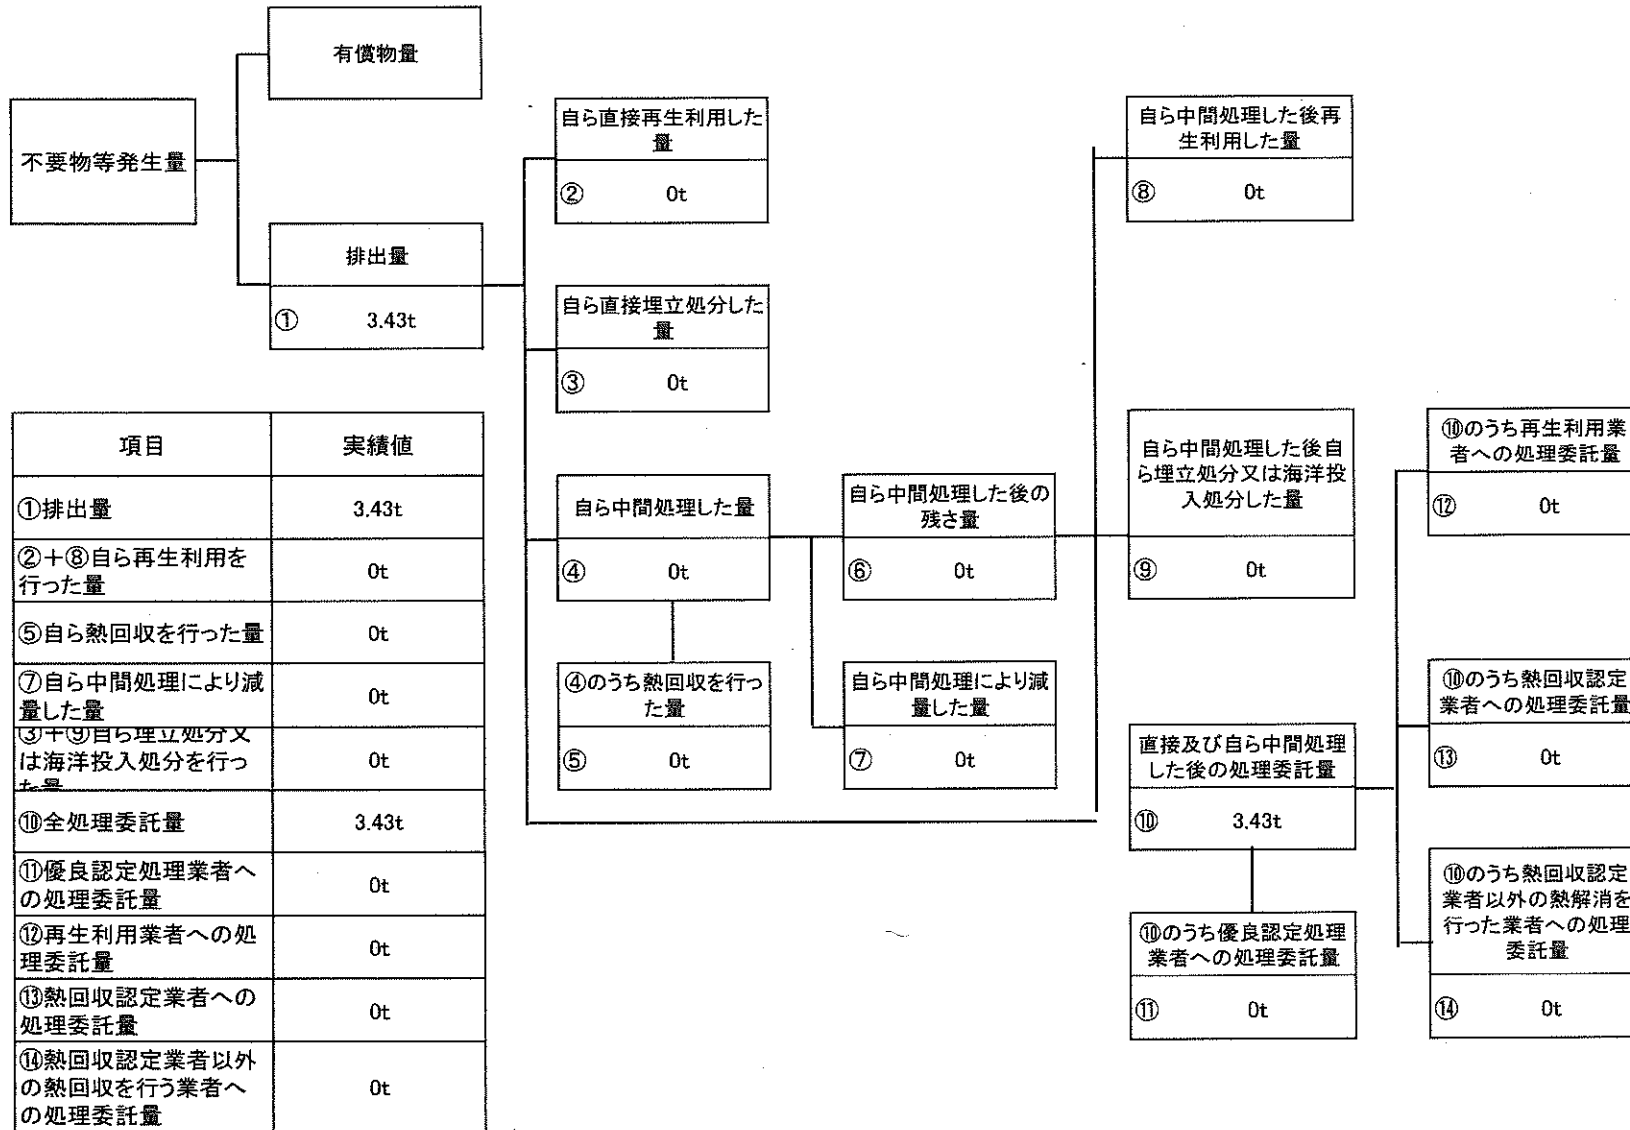 有償物量
不要物等発生量
排出量
① 3.43t
自ら直接再生利用した
量
② 0t
自ら直接埋立処分した
量
③ 0t
自ら中間処理した量
④ 0t
④のうち熱回収を行っ
た量
⑤ 0t
自ら中間処理した後の
残さ量
⑥ 0t
自ら中間処理により減
量した量
⑦ 0t
自ら中間処理した後再
生利用した量
⑧ 0t
自ら中間処理した後自
ら埋立処分又は海洋投
入処分した量
⑨ 0t
直接及び自ら中間処理
した後の処理委託量
⑩ 3.43t
⑩のうち優良認定処理
業者への処理委託量
⑪ 0t
⑩のうち再生利用業
者への処理委託量
⑫ 0t
⑩のうち熱回収認定
業者への処理委託量
⑬ 0t
⑩のうち熱回収認定
業者以外の熱解消を
行った業者への処理
委託量
⑭ 0t
項目 実績値
①排出量 3.43t
②+⑧自ら再生利用を
行った量 0t
⑤自ら熱回収を行った量 0t
⑦自ら中間処理により減
量した量 0t
③+⑨自ら埋立処分又
は海洋投入処分を行っ
た量 0t
⑩全処理委託量 3.43t
⑪優良認定処理業者へ
の処理委託量 0t
⑫再生利用業者への処
理委託量 0t
⑬熱回収認定業者への
処理委託量 0t
⑭熱回収認定業者以外
の熱回収を行う業者へ
の処理委託量 0t